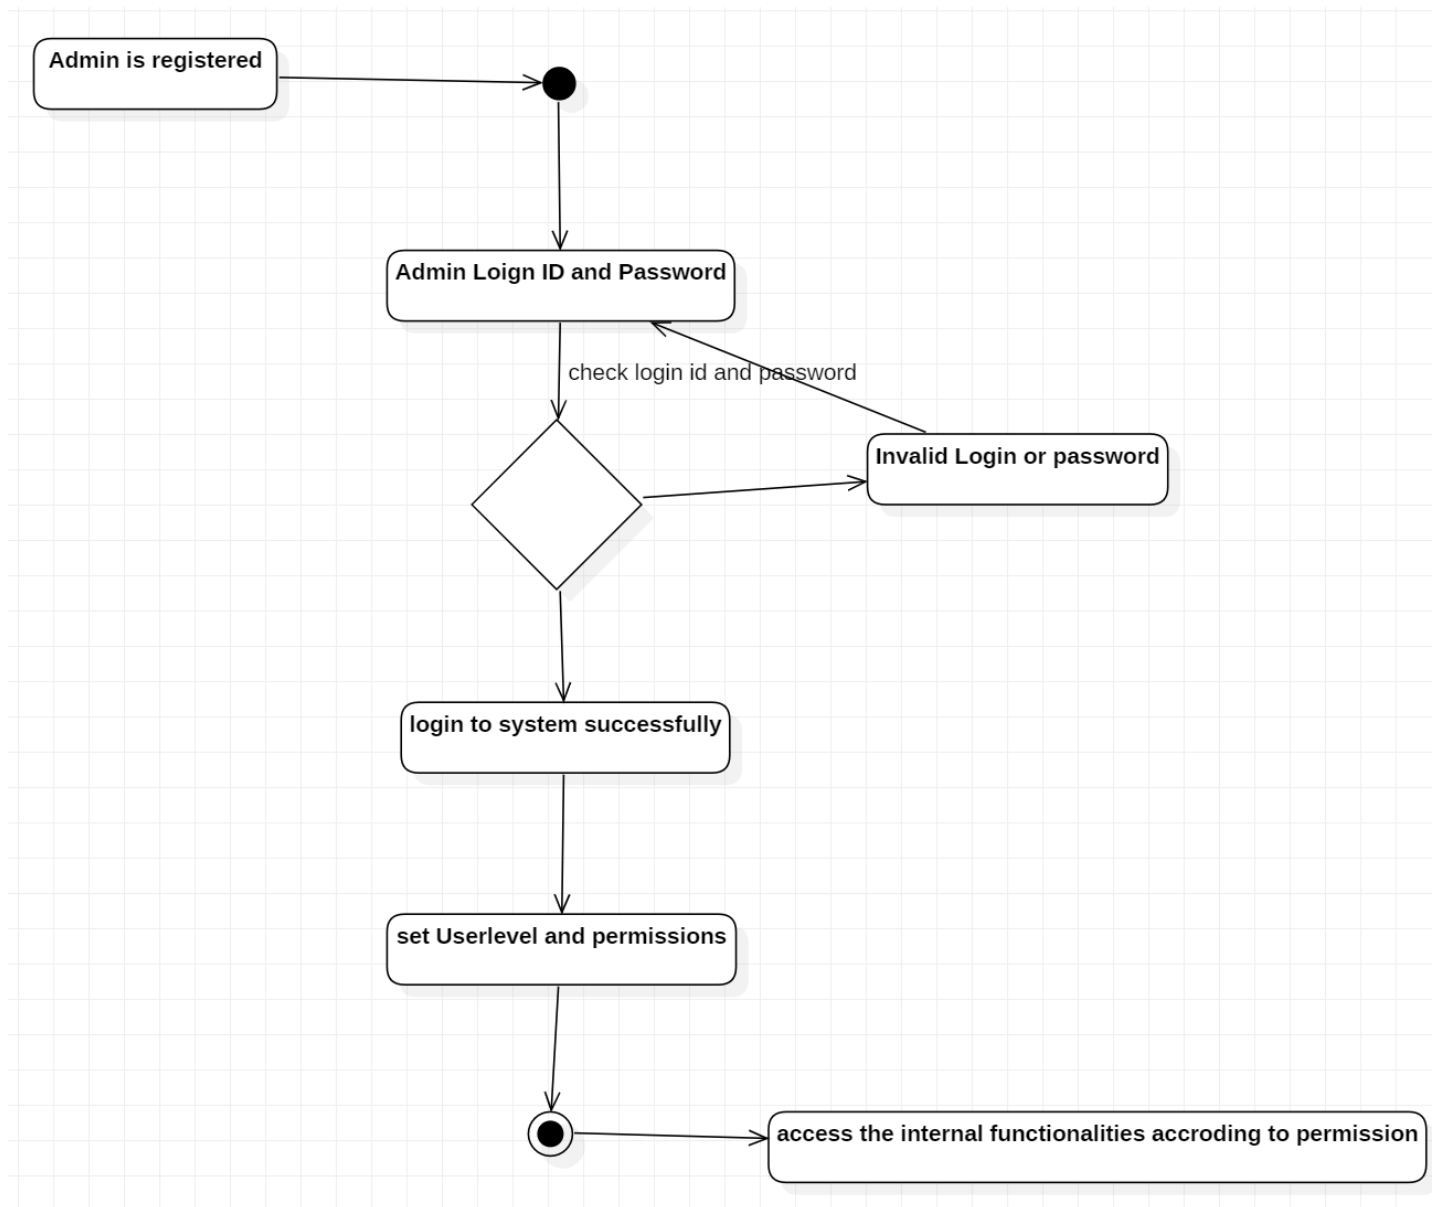 Admin is registered
Admin Loign ID and Password
check login id and password
Invalid Login or password
login to system successfully
set Userlevel and permissions
access the internal functionalities accroding to permission